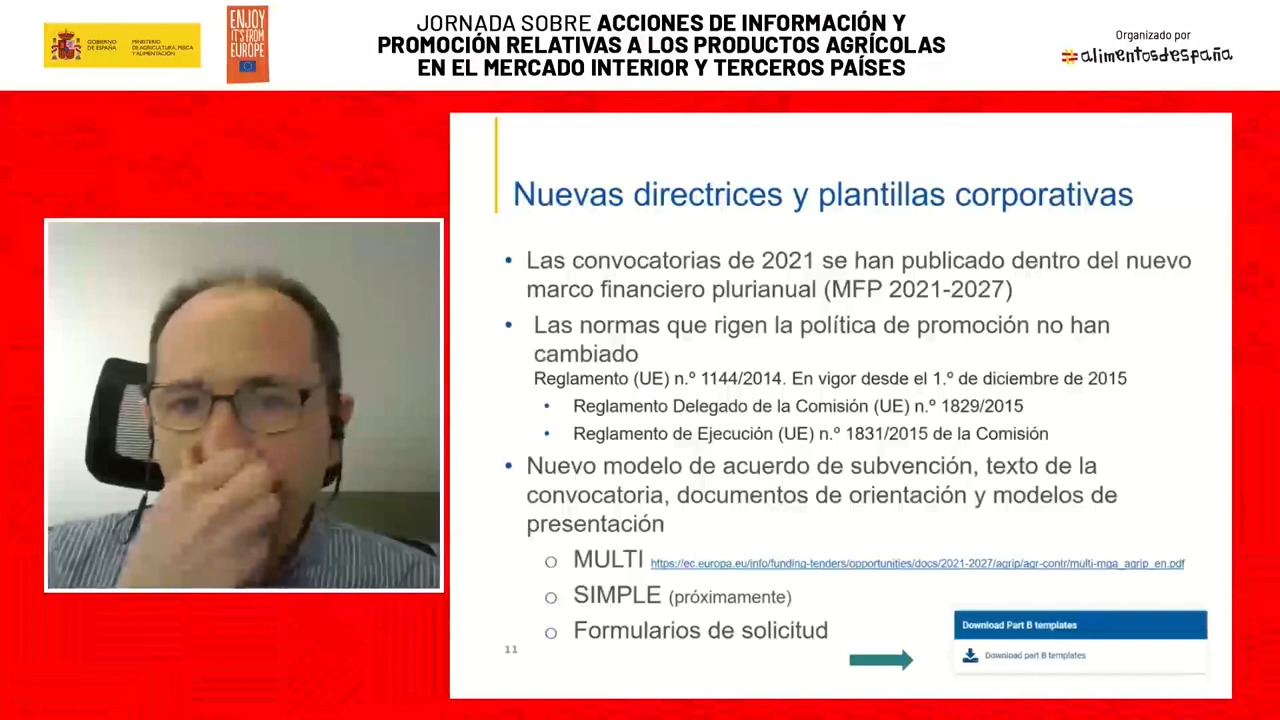 GOBIERNO
DE ESPAÑA
MINISTERIO
DE AGRICULTURA, PESCA
Y ALIMENTACIÓN
ENJOY
IT'S FROM
EUROPE
JORNADA SOBRE ACCIONES DE INFORMACIÓN Y
PROMOCIÓN RELATIVAS A LOS PRODUCTOS AGRÍCOLAS
EN EL MERCADO INTERIOR Y TERCEROS PAÍSES
Organizado por
#alimentosdespaña
Nuevas directrices y plantillas corporativas
• Las convocatorias de 2021 se han publicado dentro del nuevo
marco financiero plurianual (MFP 2021-2027)
• Las normas que rigen la política de promoción no han
cambiado
Reglamento (UE) n.º 1144/2014. En vigor desde el 1.º de diciembre de 2015
• Reglamento Delegado de la Comisión (UE) n.º 1829/2015
• Reglamento de Ejecución (UE) n.º 1831/2015 de la Comisión
• Nuevo modelo de acuerdo de subvención, texto de la
convocatoria, documentos de orientación y modelos de
presentación
o MULTI https://ec.europa.eu/info/funding-tenders/opportunities/docs/2021-2027/agrip/agr-contr/multi-mga_agrip_en.pdf
o SIMPLE (próximamente)
o Formularios de solicitud
11
Download Part B templates
Download part B templates